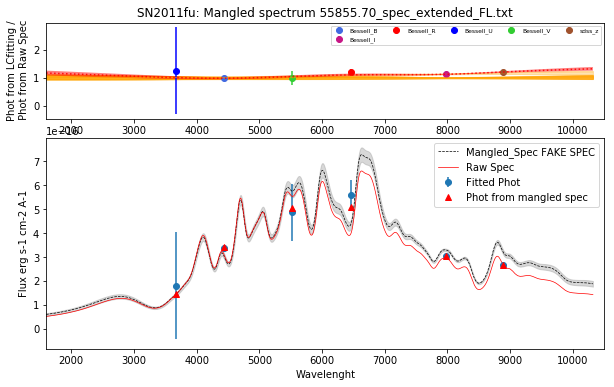 SN2011fu: Mangled spectrum 55855.70_spec_extended_FL.txt
Phot from LCfitting /
Phot from Raw Spec
Bessell_B
Bessell_R
Bessell_U
Bessell_V
sdss_z
Bessell_I
2
1
0
2000 3000 4000 5000 6000 7000 8000 9000 10000
1e−16
Flux erg s-1 cm-2 A-1
7
6
5
4
3
2
1
0
Mangled_Spec FAKE SPEC
Raw Spec
Fitted Phot
Phot from mangled spec
2000 3000 4000 5000 6000 7000 8000 9000 10000
Wavelenght